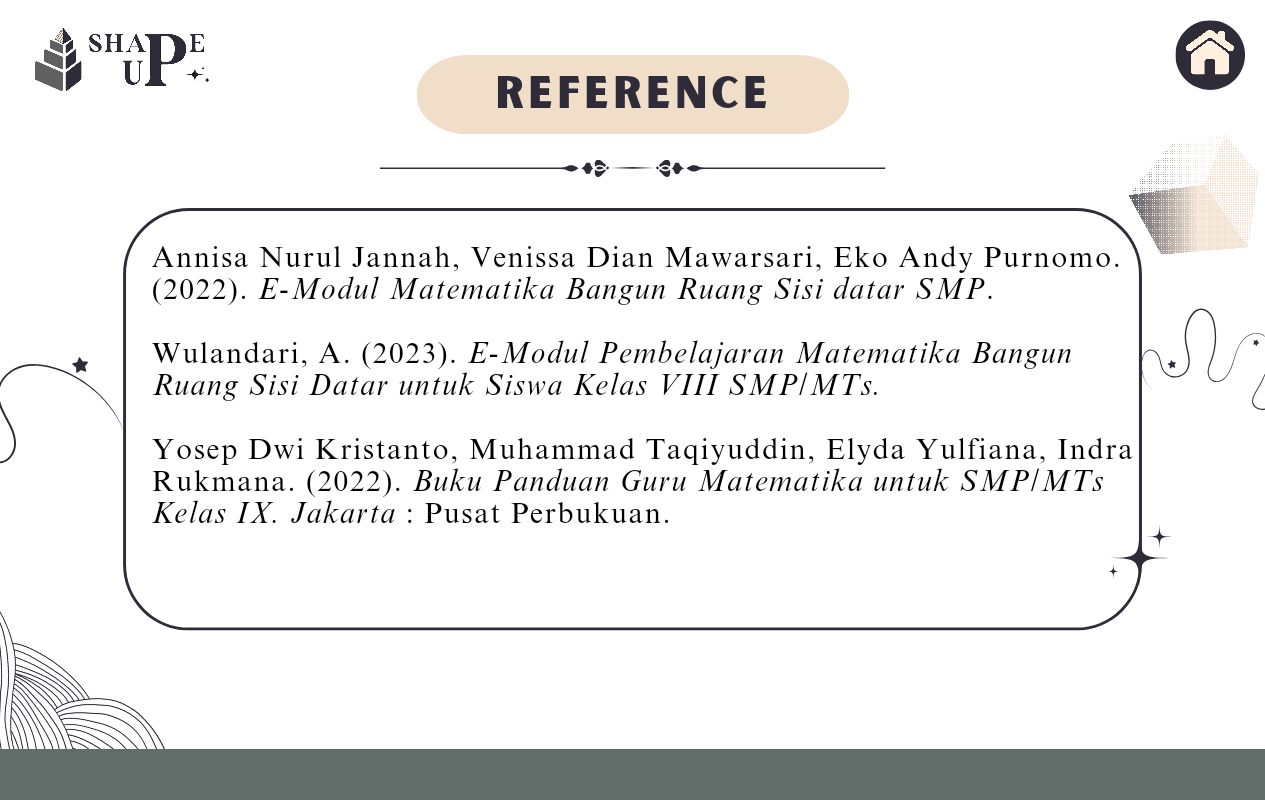 SHAPE
UP
REFERENCE
Annisa Nurul Jannah, Venissa Dian Mawarsari, Eko Andy Purnomo.
(2022). E-Modul Matematika Bangun Ruang Sisi datar SMP.
Wulandari, A. (2023). E-Modul Pembelajaran Matematika Bangun
Ruang Sisi Datar untuk Siswa Kelas VIII SMP/MTs.
Yosep Dwi Kristanto, Muhammad Taqiyuddin, Elyda Yulfiana, Indra
Rukmana. (2022). Buku Panduan Guru Matematika untuk SMP/MTs
Kelas IX. Jakarta : Pusat Perbukuan.